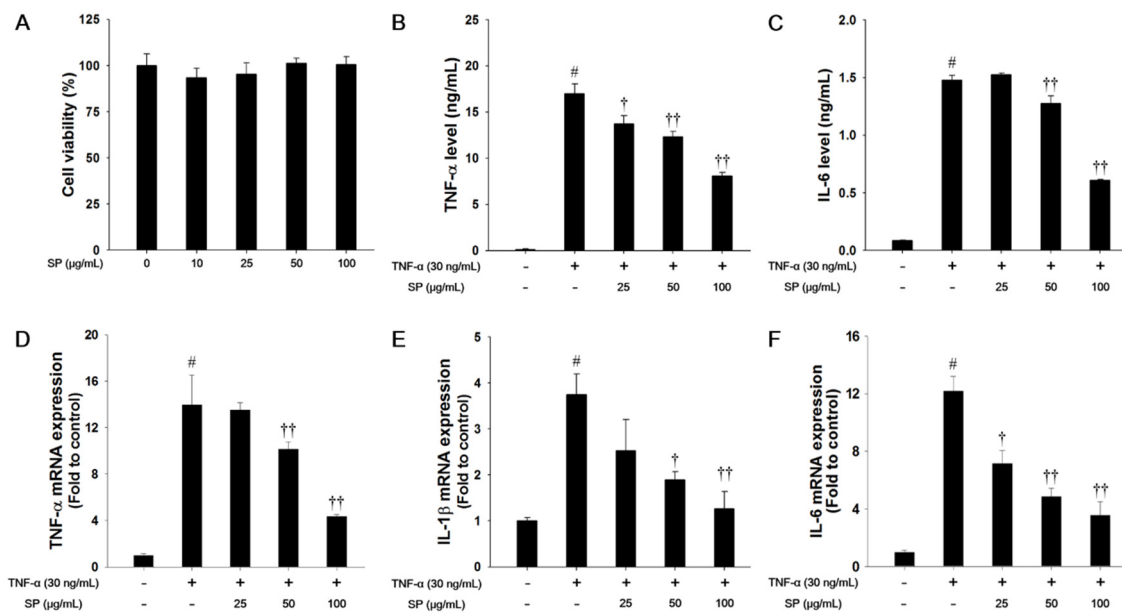 A
Cell viability (%)
125
100
75
50
25
0
SP (μg/mL)
0 10 25 50 100
B
TNF-α level (ng/mL)
25
20
15
10
5
0
#
†
††
††
TNF-α (30 ng/mL) - + + + +
SP (μg/mL) - - 25 50 100
C
IL-6 level (ng/mL)
2.0
1.5
1.0
0.5
0.0
#
††
††
TNF-α (30 ng/mL) - + + + +
SP (μg/mL) - - 25 50 100
D
TNF-α mRNA expression
(Fold to control)
20
16
12
8
4
0
#
††
††
TNF-α (30 ng/mL) - + + + +
SP (μg/mL) - - 25 50 100
E
IL-1β mRNA expression
(Fold to control)
5
4
3
2
1
0
#
†
††
TNF-α (30 ng/mL) - + + + +
SP (μg/mL) - - 25 50 100
F
IL-6 mRNA expression
(Fold to control)
16
12
8
4
0
#
†
††
††
TNF-α (30 ng/mL) - + + + +
SP (μg/mL) - - 25 50 100